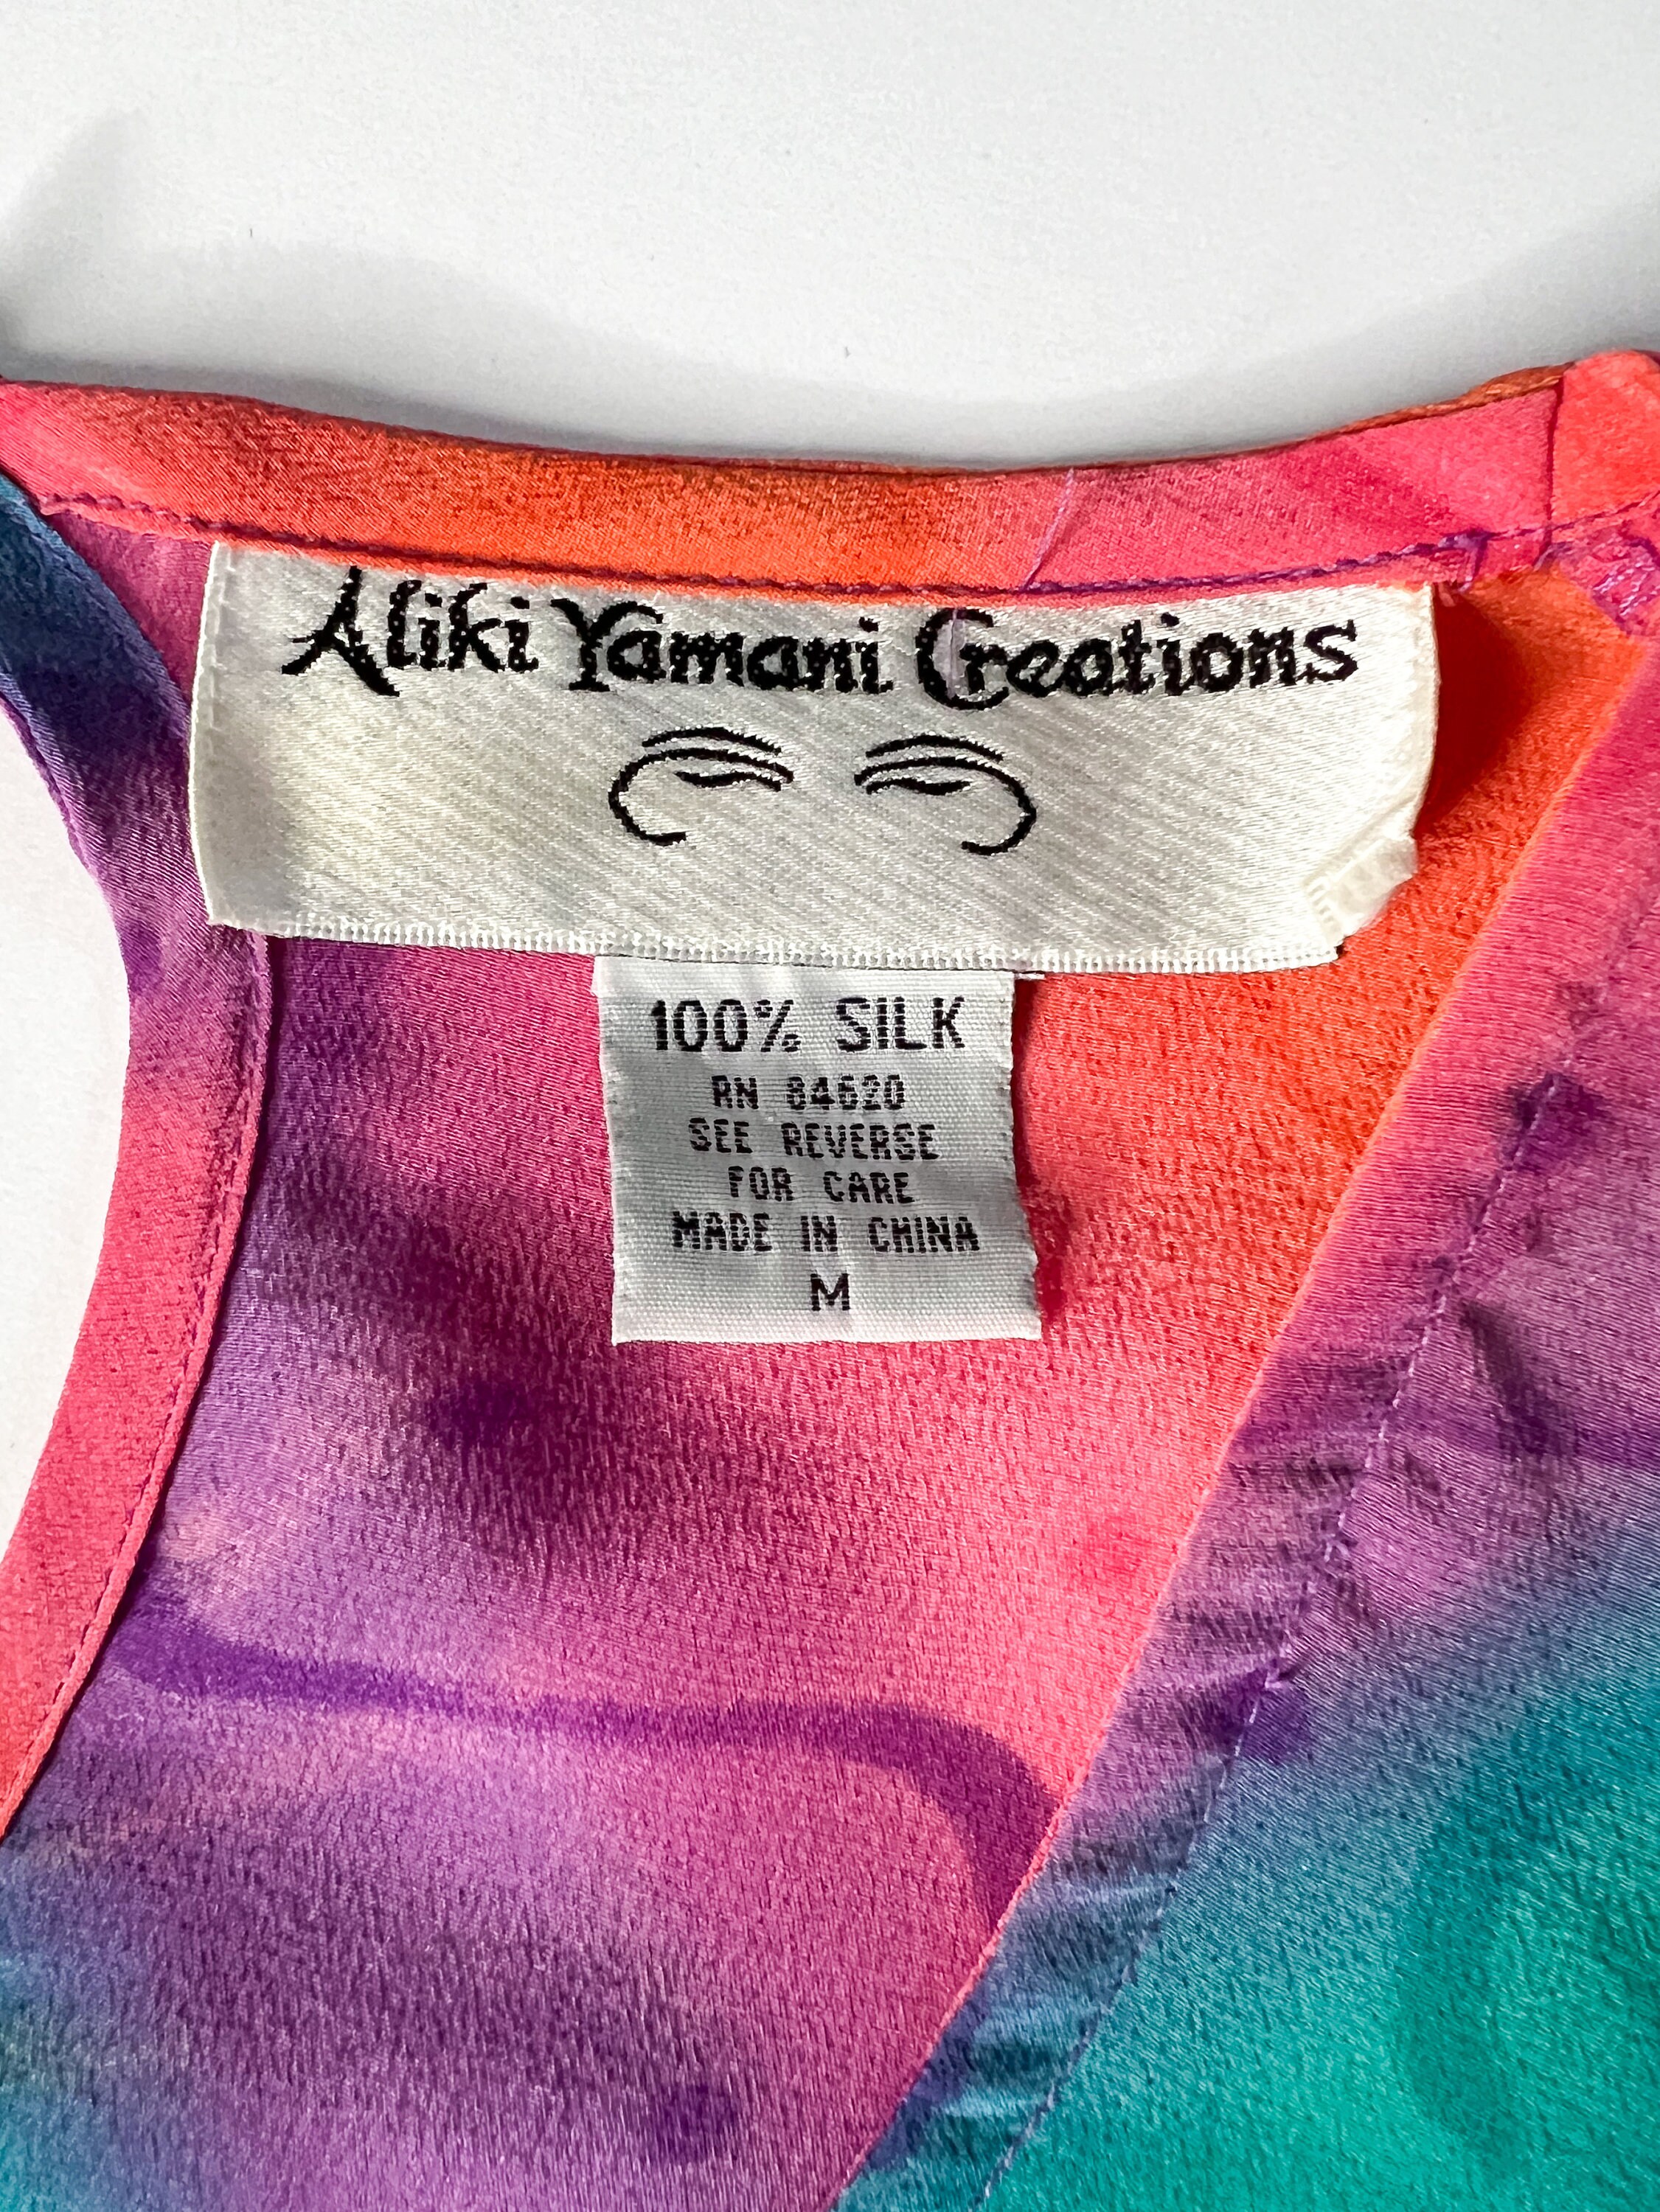 Aliki Yamani Creations
100% SILK
RN 84620
SEE REVERSE
FOR CARE
MADE IN CHINA
M